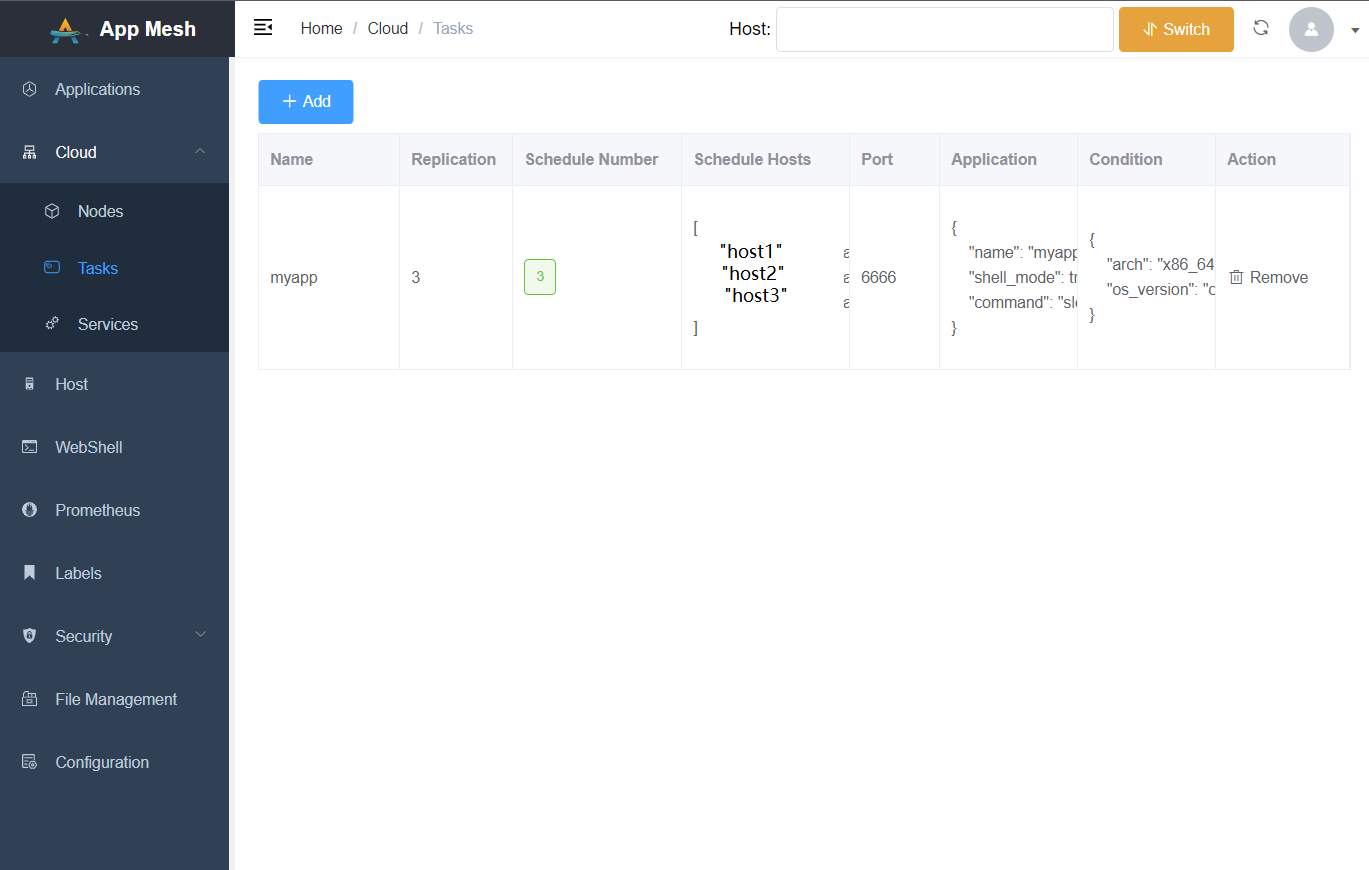 App Mesh
Home / Cloud / Tasks
Host:
Switch
Applications
Cloud
Nodes
Tasks
Services
Host
WebShell
Prometheus
Labels
Security
File Management
Configuration
+ Add
Name Replication Schedule Number Schedule Hosts Port Application Condition Action
myapp
3
3
[
"host1"
"host2"
"host3"
]
6666
{
"name": "myapp
"shell_mode": tr
"command": "sle
}
{
"arch": "x86_64
"os_version": "c
}
Remove